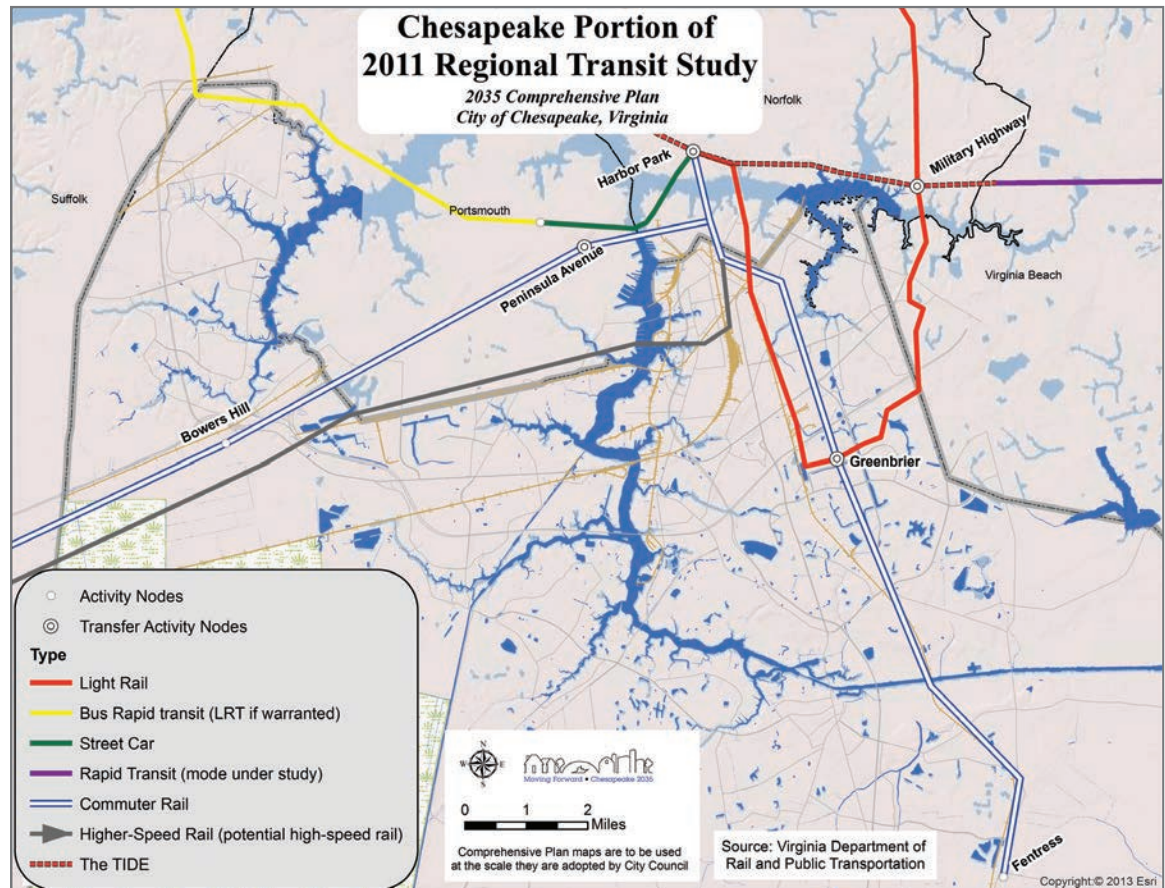 Chesapeake Portion of
2011 Regional Transit Study
2035 Comprehensive Plan
City of Chesapeake, Virginia
Norfolk
Harbor Park
Military Highway
Suffolk
Portsmouth
Peninsula Avenue
Virginia Beach
Bowers Hill
Greenbrier
Activity Nodes
Transfer Activity Nodes
Type
Light Rail
Bus Rapid transit (LRT if warranted)
Street Car
Rapid Transit (mode under study)
Commuter Rail
Higher-Speed Rail (potential high-speed rail)
The TIDE
N
W E
S
Moving Forward • Chesapeake 2035
0 1 2
Miles
Comprehensive Plan maps are to be used
at the scale they are adopted by City Council
Source: Virginia Department of
Rail and Public Transportation
Fentress
Copyright:© 2013 Esri